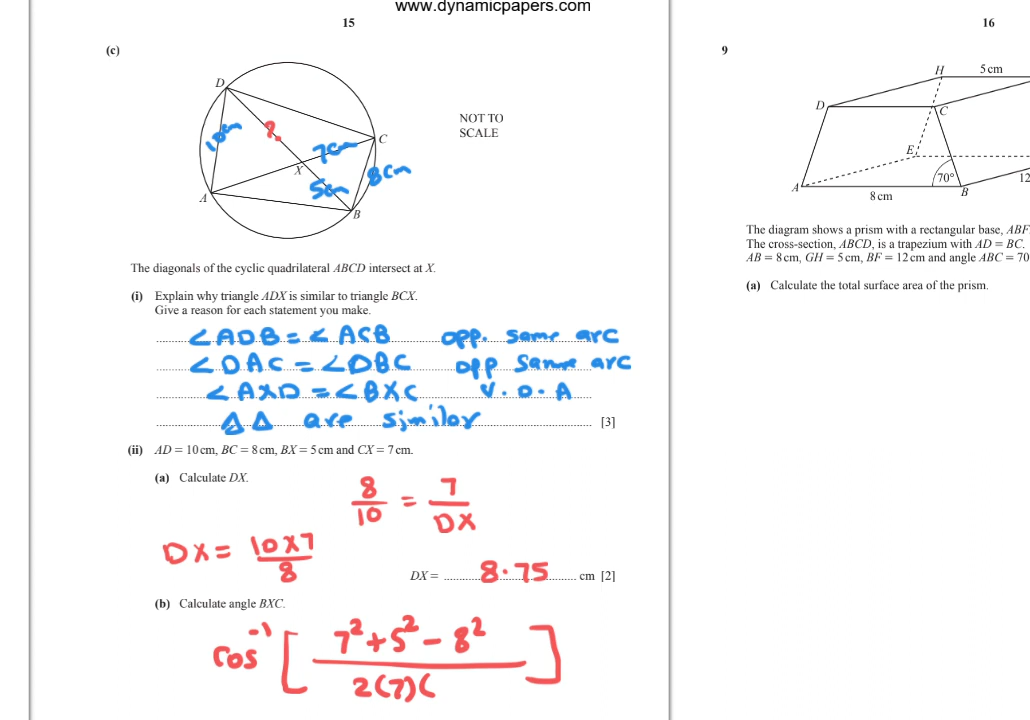 www.dynamicpapers.com
15
(c)
D
10cm
?
7cm
C
X
5cm
8cm
A
B
NOT TO
SCALE
The diagonals of the cyclic quadrilateral ABCD intersect at X.
(i) Explain why triangle ADX is similar to triangle BCX.
Give a reason for each statement you make.
∠ADB = ∠ACB opp. same arc
∠DAC = ∠DBC opp same arc
∠AXD = ∠BXC V.O.A
ΔΔ are similar [3]
(ii) AD = 10 cm, BC = 8 cm, BX = 5 cm and CX = 7 cm.
(a) Calculate DX.
8/10 = 7/DX
DX = 10x7/8
DX = 8.75 cm [2]
(b) Calculate angle BXC.
cos⁻¹ [ 7² + 5² - 8² / 2(7)( ]
16
9
H
5 cm
D
C
E
70°
A
B
8 cm
12
The diagram shows a prism with a rectangular base, ABF
The cross-section, ABCD, is a trapezium with AD = BC.
AB = 8 cm, GH = 5 cm, BF = 12 cm and angle ABC = 70
(a) Calculate the total surface area of the prism.